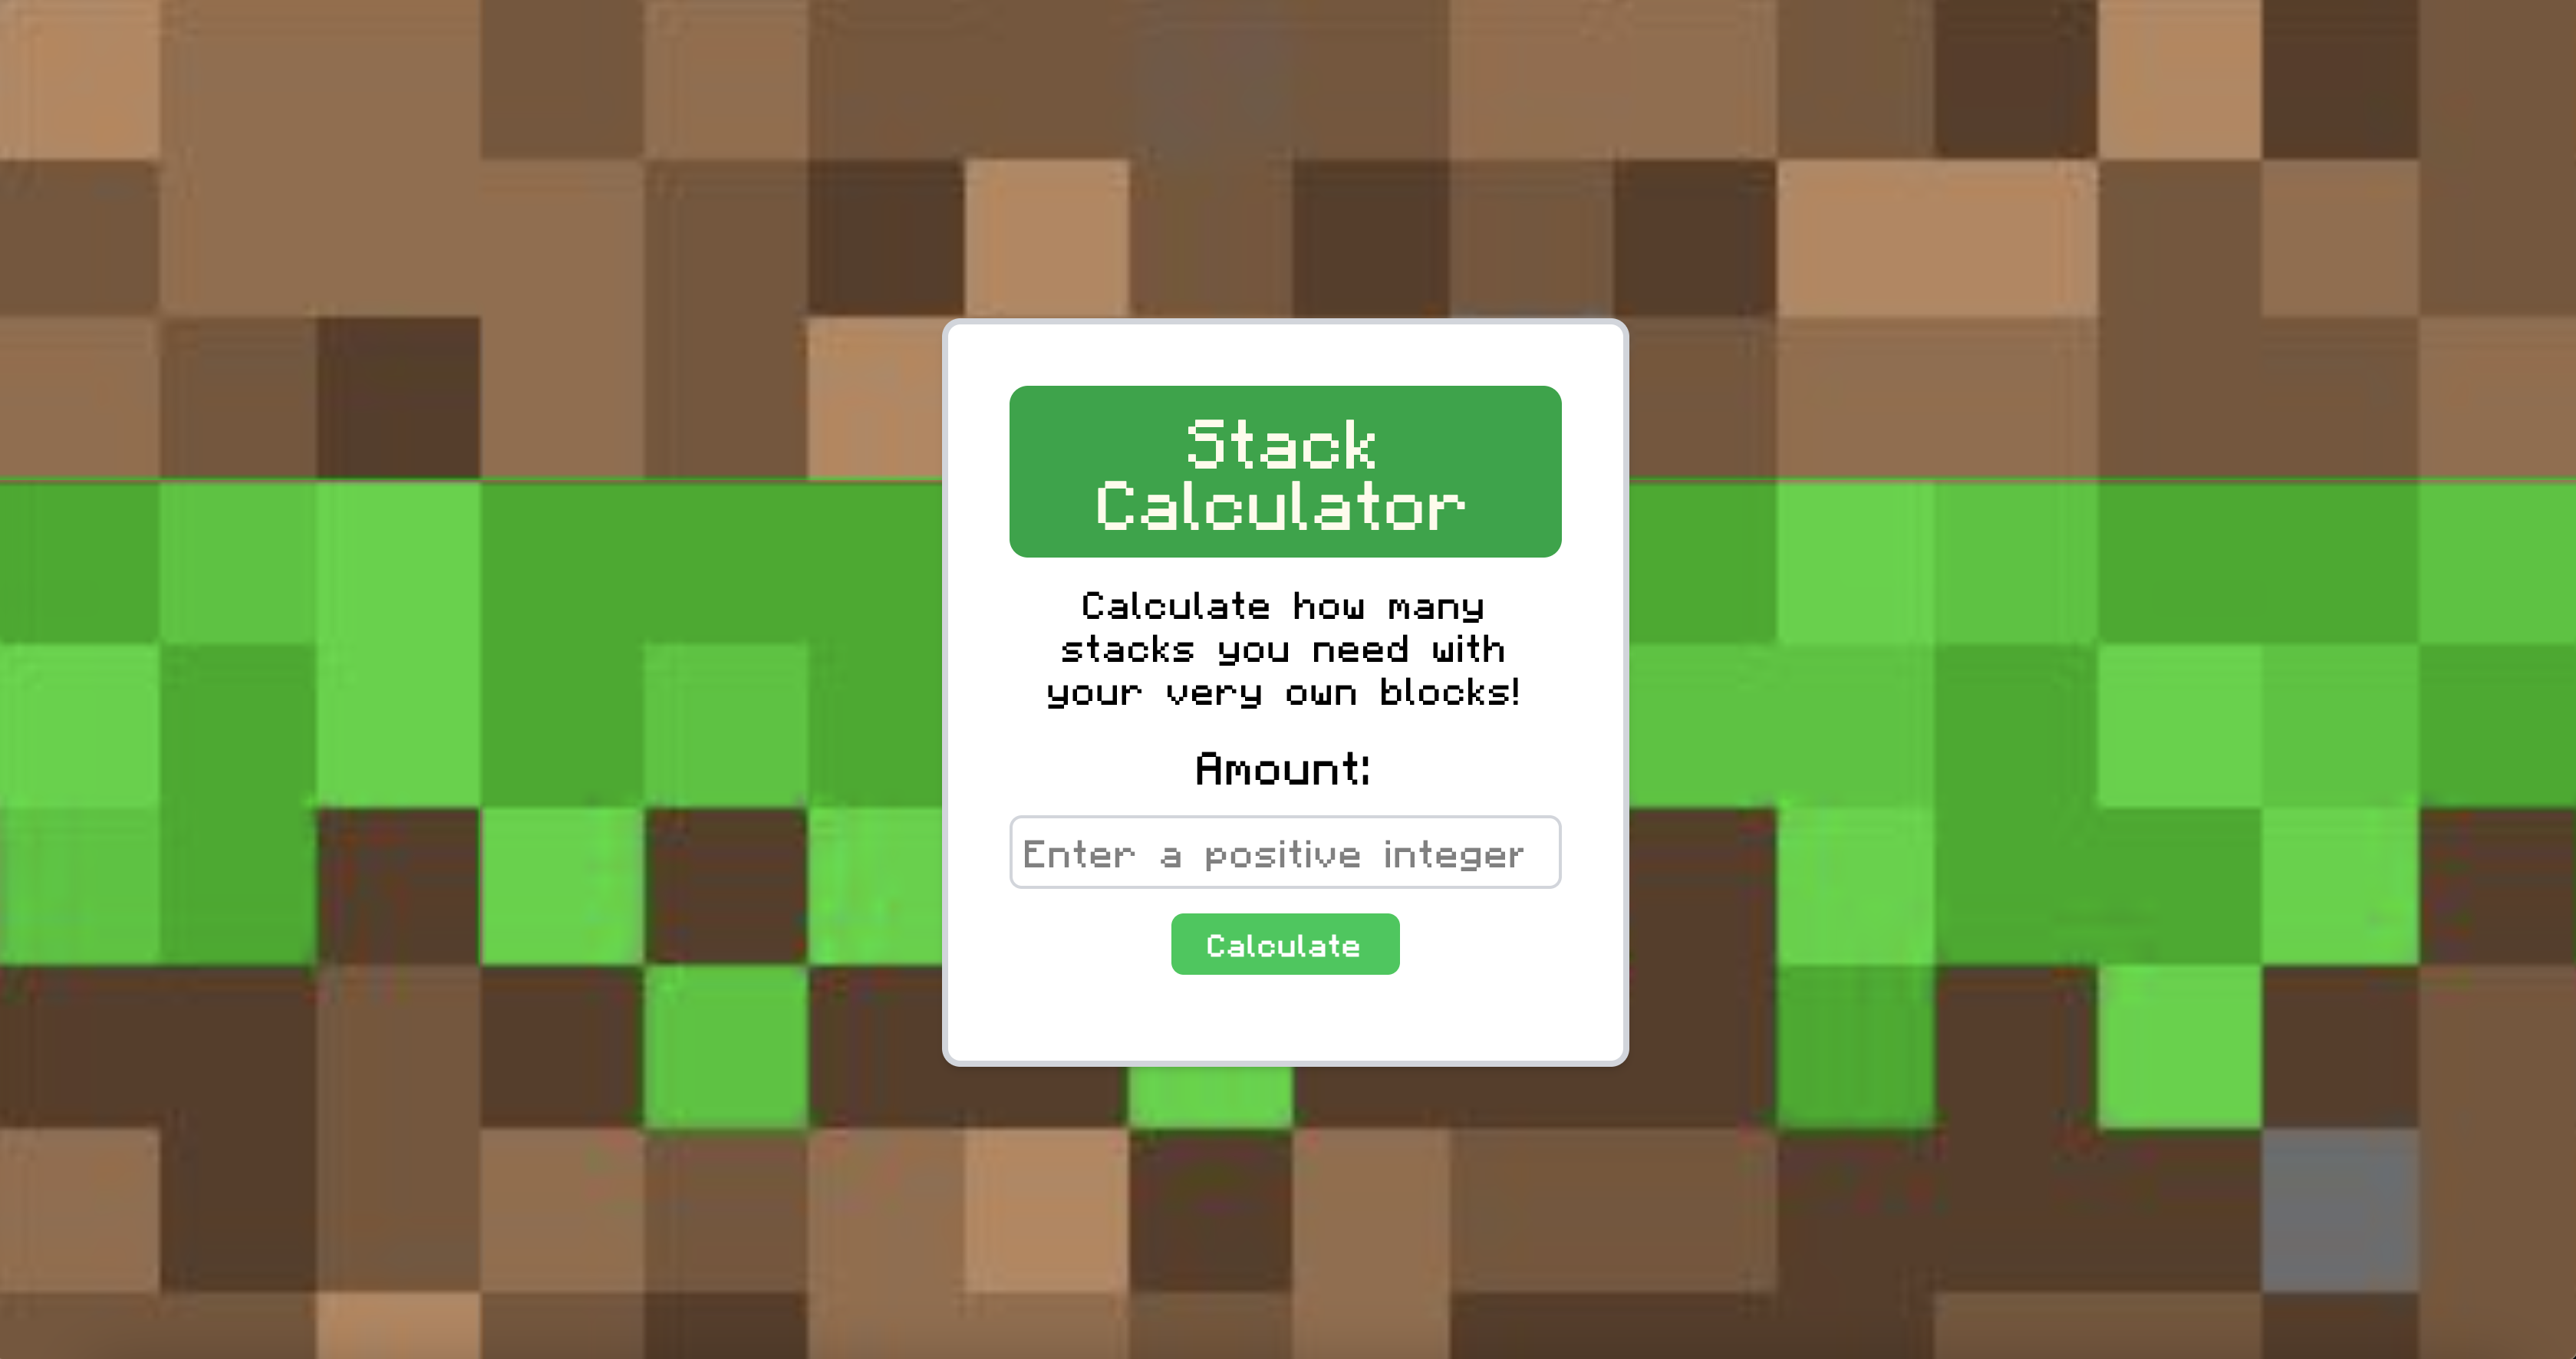 Stack
Calculator
Calculate how many
stacks you need with
your very own blocks!
Amount:
Enter a positive integer
Calculate